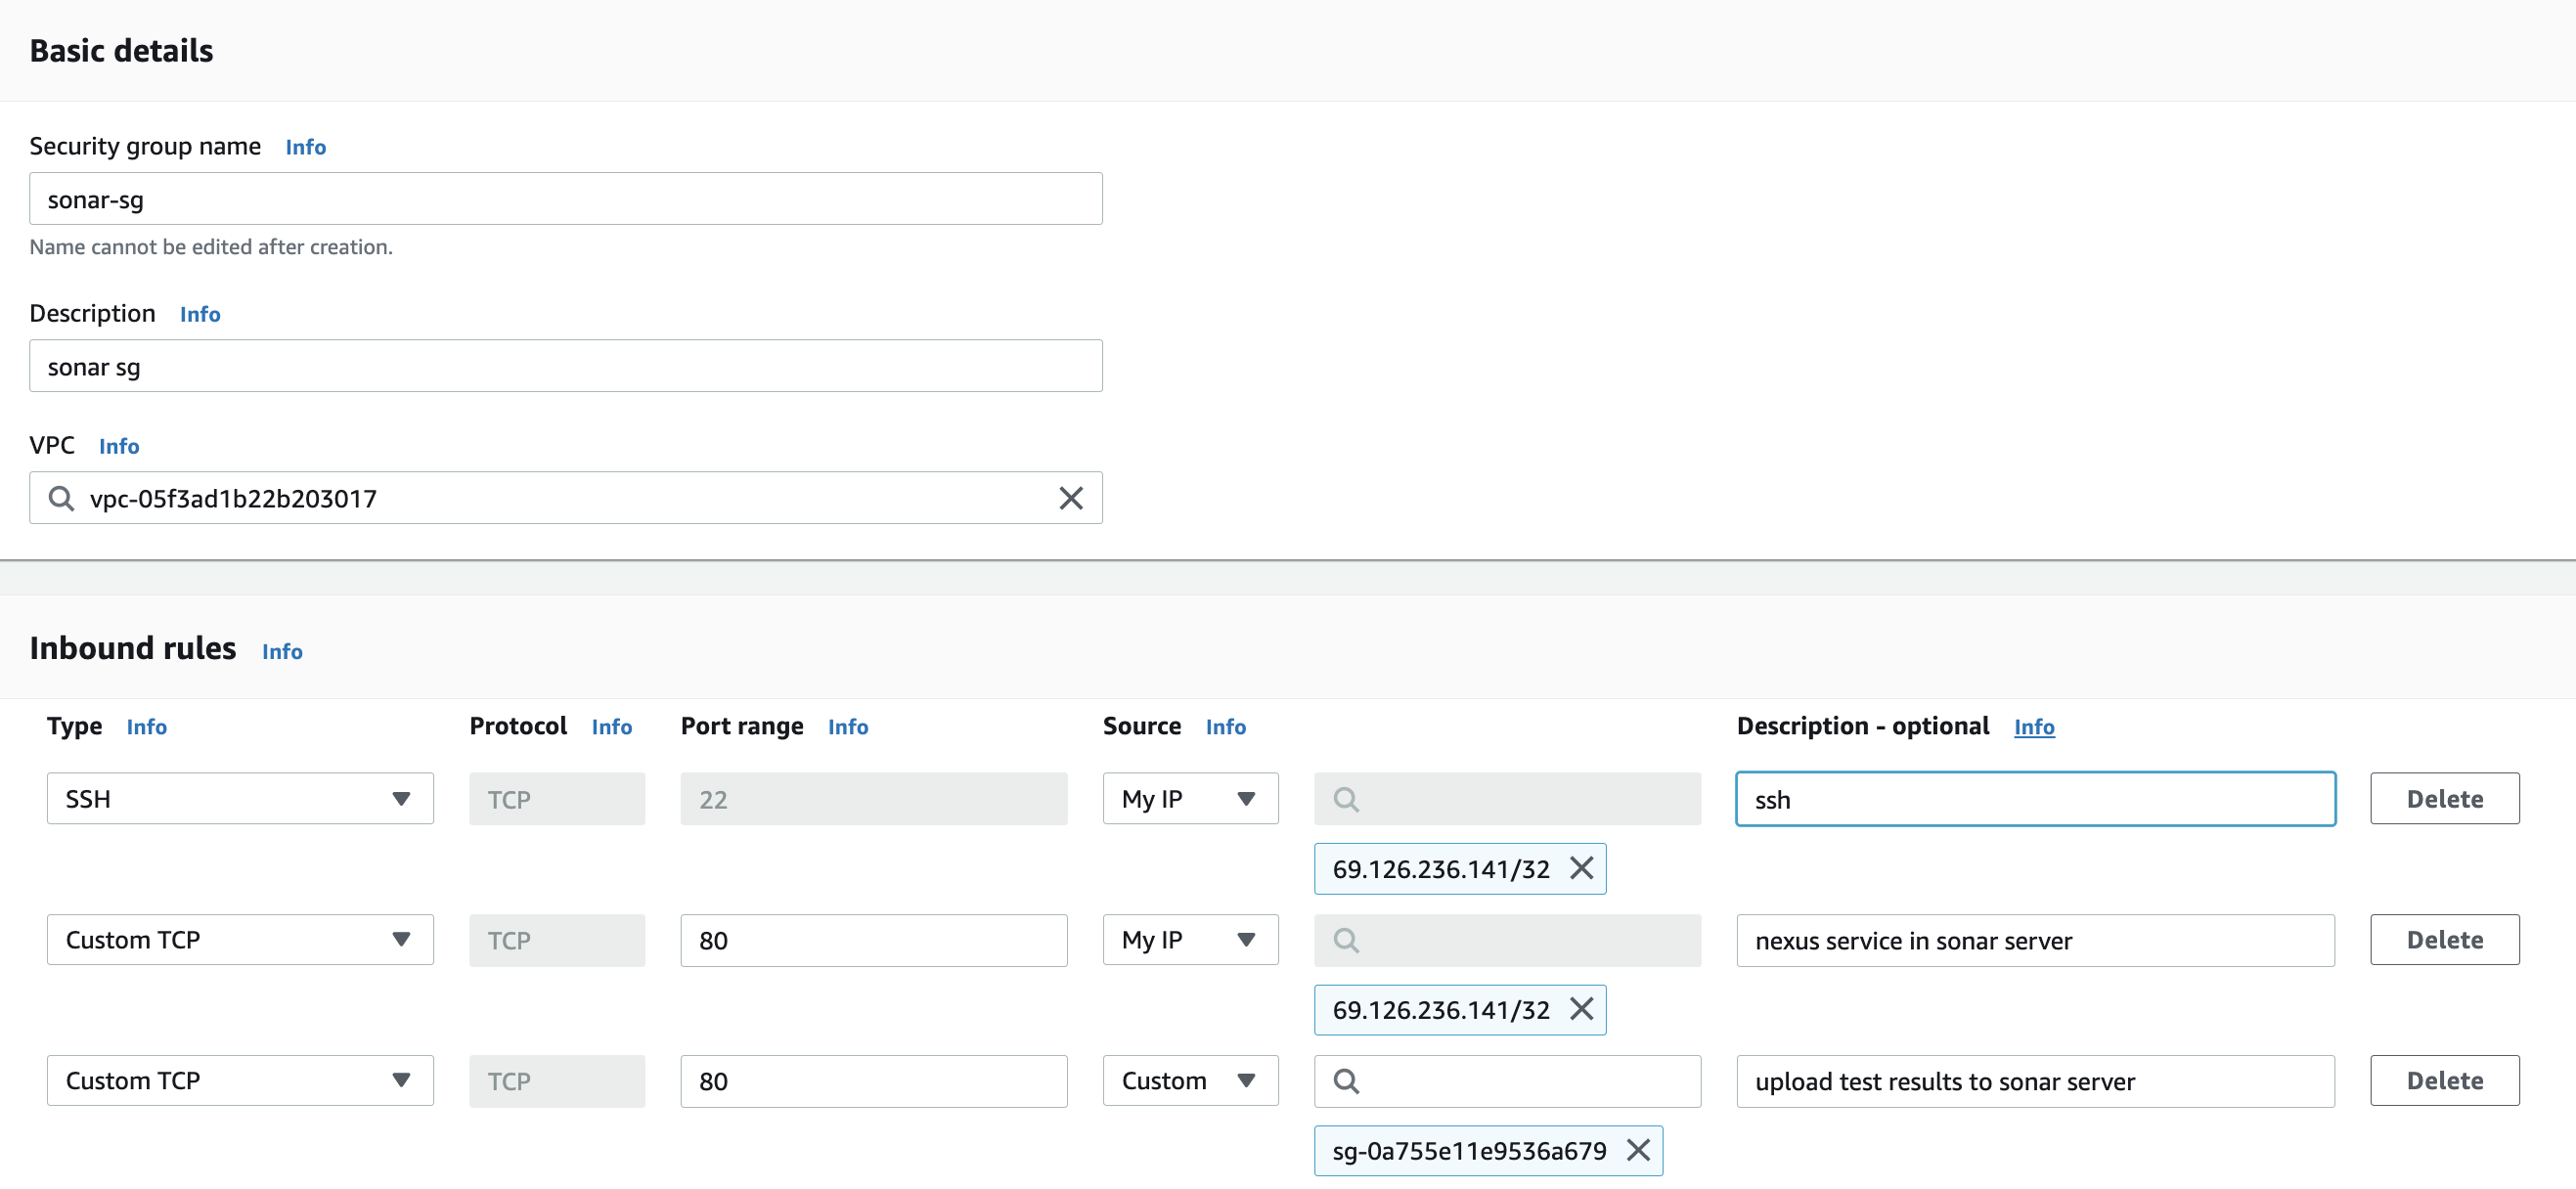 Basic details
Security group name Info
sonar-sg
Name cannot be edited after creation.
Description Info
sonar sg
VPC Info
vpc-05f3ad1b22b203017
Inbound rules Info
Type Info Protocol Info Port range Info Source Info Description - optional Info
SSH TCP 22 My IP ssh Delete
69.126.236.141/32
Custom TCP TCP 80 My IP nexus service in sonar server Delete
69.126.236.141/32
Custom TCP TCP 80 Custom upload test results to sonar server Delete
sg-0a755e11e9536a679